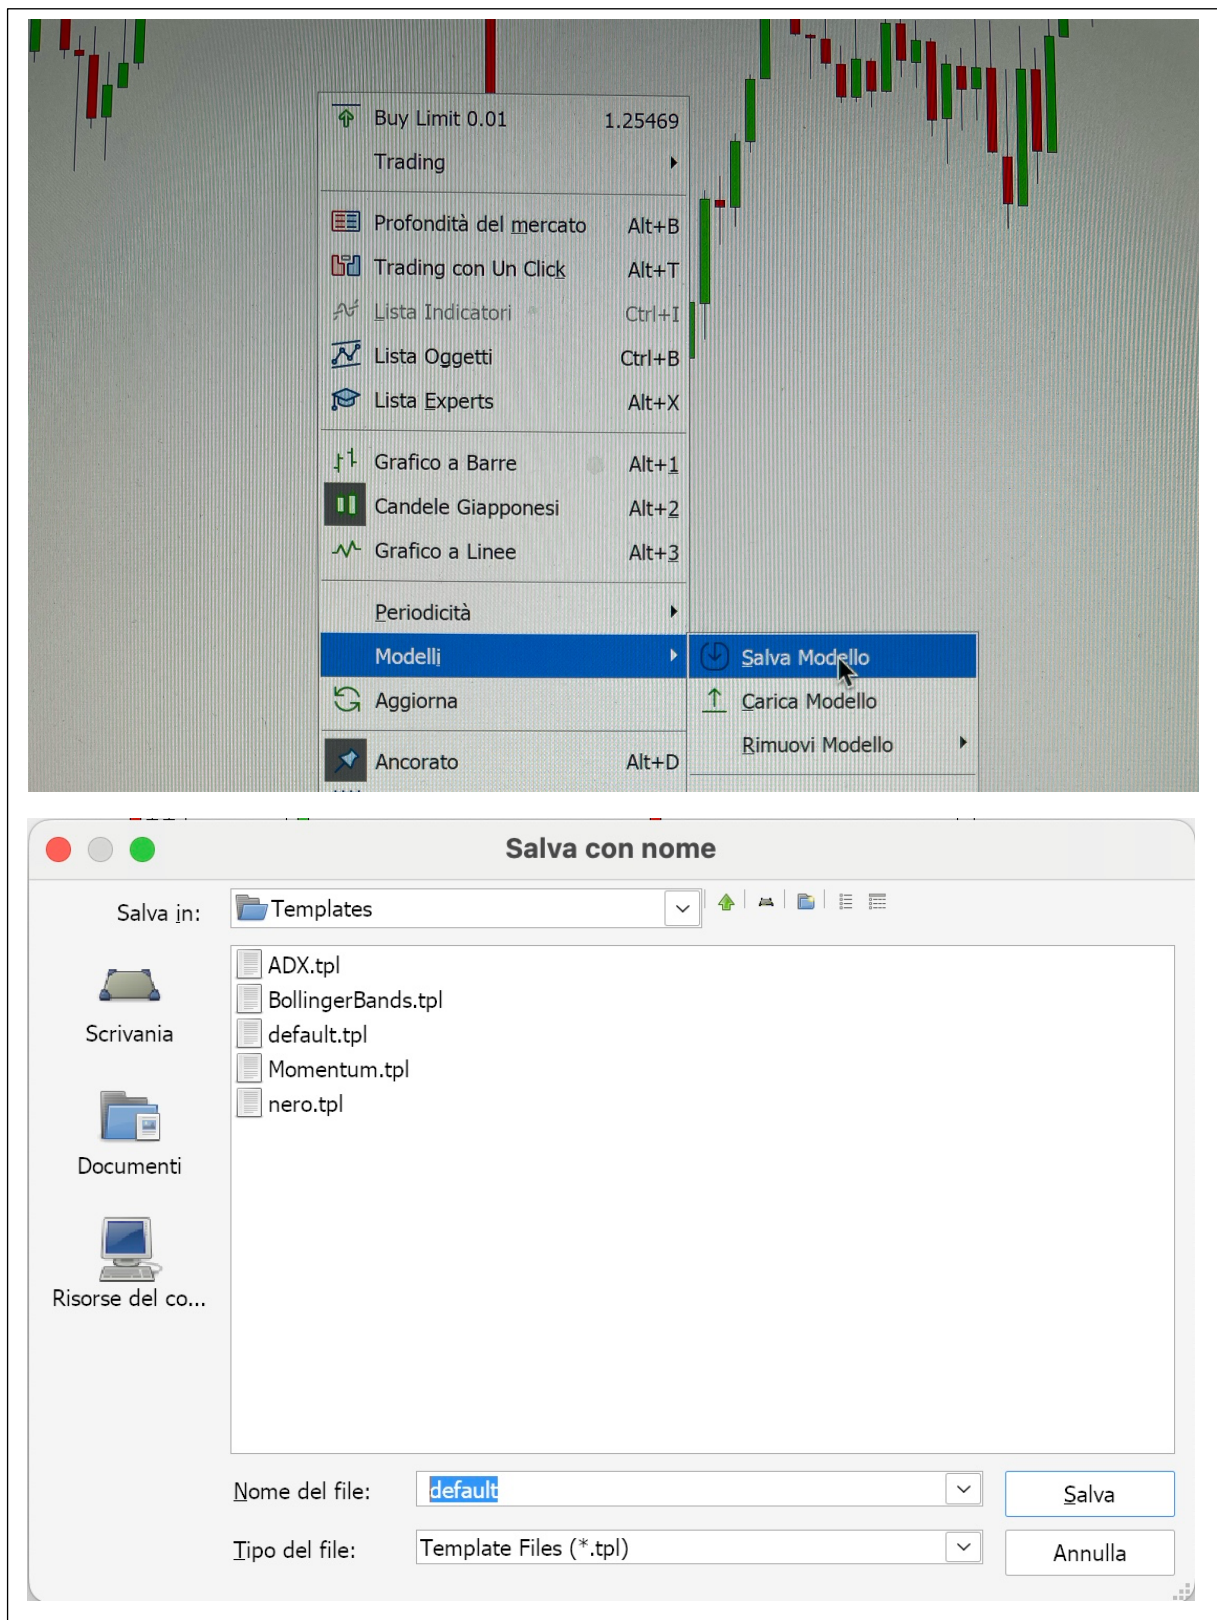 Buy Limit 0.01 1.25469
Trading
Profondità del mercato Alt+B
Trading con Un Click Alt+T
Lista Indicatori Ctrl+I
Lista Oggetti Ctrl+B
Lista Experts Alt+X
Grafico a Barre Alt+1
Candele Giapponesi Alt+2
Grafico a Linee Alt+3
Periodicità
Modelli Salva Modello
Aggiorna Carica Modello
Rimuovi Modello
Ancorato Alt+D
Salva con nome
Salva in: Templates
ADX.tpl
BollingerBands.tpl
default.tpl
Momentum.tpl
nero.tpl
Scrivania
Documenti
Risorse del co...
Nome del file: default Salva
Tipo del file: Template Files (*.tpl) Annulla